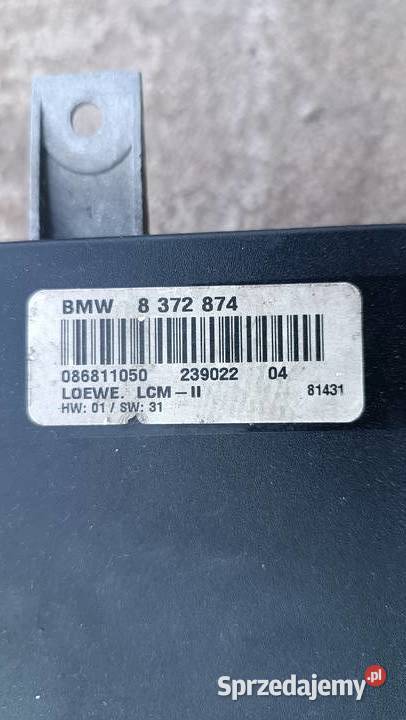 BMW 8 372 874
086811050 239022 04
LOEWE. LCM-II 81431
HW: 01 / SW: 31
Sprzedajemy.pl